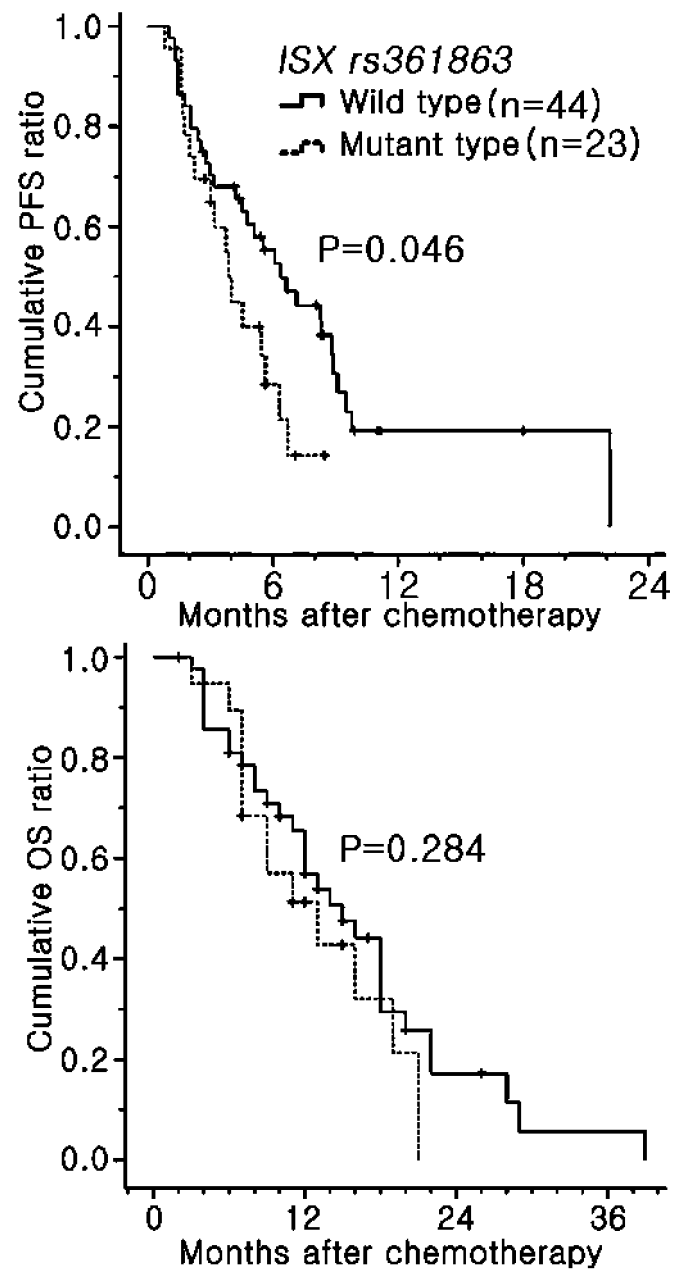 ISX rs361863
Wild type (n=44)
Mutant type (n=23)
P=0.046
Cumulative PFS ratio
1.0
0.8
0.6
0.4
0.2
0.0
0 6 12 18 24
Months after chemotherapy
P=0.284
Cumulative OS ratio
1.0
0.8
0.6
0.4
0.2
0.0
0 12 24 36
Months after chemotherapy